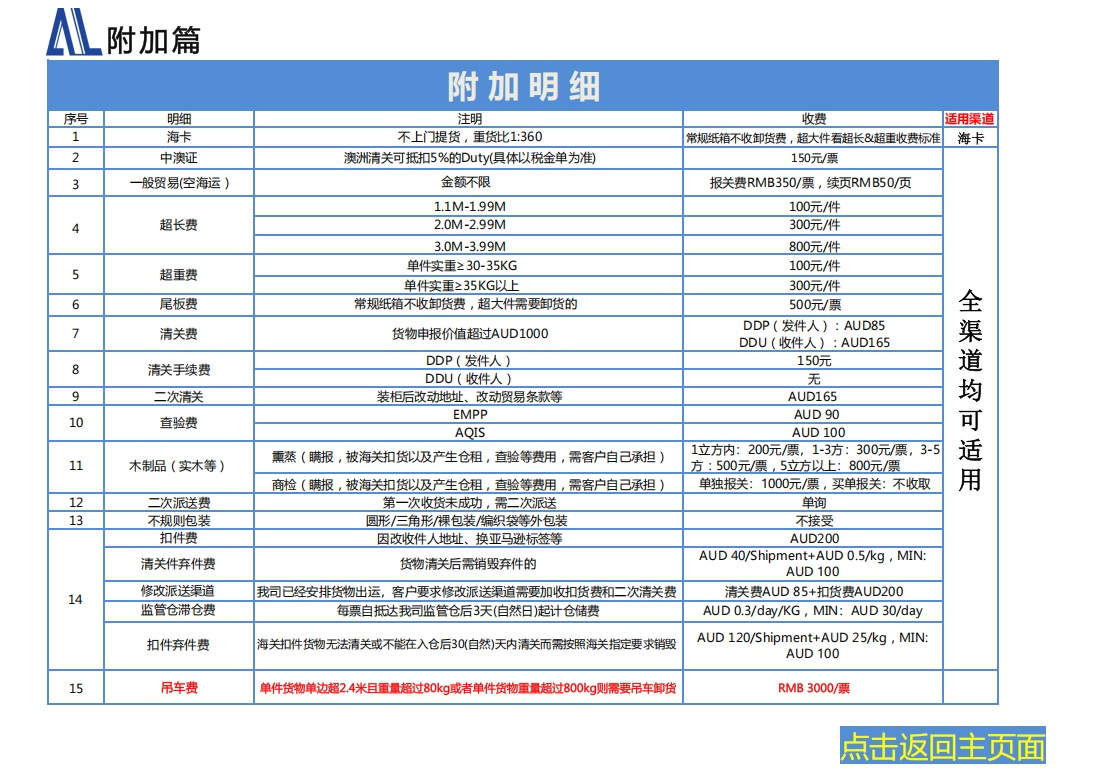 AL 附加篇
附加明细
序号 明细 注明 收费 适用渠道
1 海卡 不上门提货，重货比1:360 常规纸箱不收卸货费，超大件看超长&超重收费标准 海卡
2 中澳证 澳洲清关可抵扣5%的Duty(具体以税金单为准) 150元/票
3 一般贸易(空海运） 金额不限 报关费RMB350/票，续页RMB50/页
4 超长费 1.1M-1.99M 100元/件
2.0M-2.99M 300元/件
3.0M-3.99M 800元/件
5 超重费 单件实重≥30-35KG 100元/件
单件实重≥35KG以上 300元/件
6 尾板费 常规纸箱不收卸货费，超大件需要卸货的 500元/票
7 清关费 货物申报价值超过AUD1000 DDP（发件人）：AUD85
DDU（收件人）：AUD165
8 清关手续费 DDP（发件人） 150元
DDU（收件人） 无
9 二次清关 装柜后改动地址、改动贸易条款等 AUD165
10 查验费 EMPP AUD 90
AQIS AUD 100
11 木制品（实木等） 熏蒸（瞒报，被海关扣货以及产生仓租，查验等费用，需客户自己承担） 1立方内：200元/票，1-3方：300元/票，3-5
方：500元/票，5立方以上：800元/票
商检（瞒报，被海关扣货以及产生仓租，查验等费用，需客户自己承担） 单独报关：1000元/票，买单报关：不收取
12 二次派送费 第一次收货未成功，需二次派送 单询
13 不规则包装 圆形/三角形/裸包装/编织袋等外包装 不接受
14 扣件费 因改收件人地址、换亚马逊标签等 AUD200
清关件弃件费 货物清关后需销毁弃件的 AUD 40/Shipment+AUD 0.5/kg，MIN:
AUD 100
修改派送渠道 我司已经安排货物出运，客户要求修改派送渠道需要加收扣货费和二次清关费 清关费AUD 85+扣货费AUD200
监管仓滞仓费 每票自抵达我司监管仓后3天(自然日)起计仓储费 AUD 0.3/day/KG，MIN：AUD 30/day
扣件弃件费 海关扣件货物无法清关或不能在入仓后30(自然)天内清关而需按照海关指定要求销毁 AUD 120/Shipment+AUD 25/kg，MIN:
AUD 100
全渠道均可适用
15 吊车费 单件货物单边超2.4米且重量超过80kg或者单件货物重量超过800kg则需要吊车卸货 RMB 3000/票
点击返回主页面